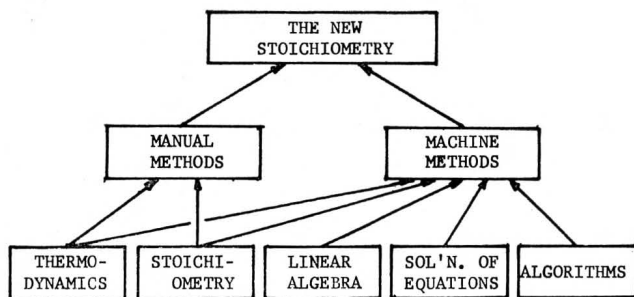 THE NEW
STOICHIOMETRY
MANUAL
METHODS
MACHINE
METHODS
THERMO-
DYNAMICS
STOICHI-
OMETRY
LINEAR
ALGEBRA
SOL'N. OF
EQUATIONS
ALGORITHMS